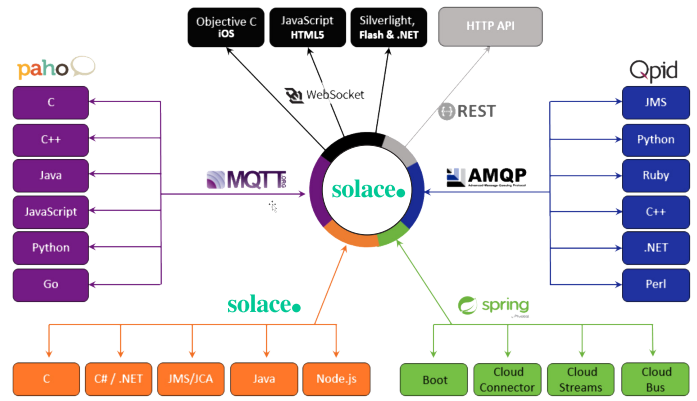 Objective C
iOS
JavaScript
HTML5
Silverlight,
Flash & .NET
HTTP API
paho
Qpid
WebSocket
REST
C
C++
Java
JavaScript
Python
Go
MQTT
.ORG
solace.
AMQP
Advanced Message Queuing Protocol
JMS
Python
Ruby
C++
.NET
Perl
solace.
spring
C
C# / .NET
JMS/JCA
Java
Node.js
Boot
Cloud
Connector
Cloud
Streams
Cloud
Bus